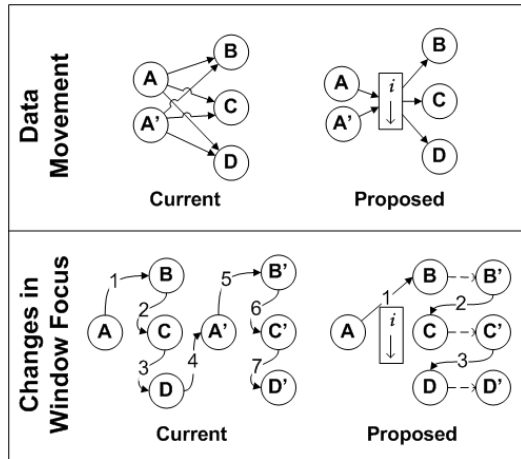 Data
Movement
A
A'
B
C
D
Current
A
A'
i
B
C
D
Proposed
Changes in
Window Focus
A
1
B
2
C
3
D
4
A'
5
B'
6
C'
7
D'
Current
A
1
i
B
B'
2
C
C'
3
D
D'
Proposed